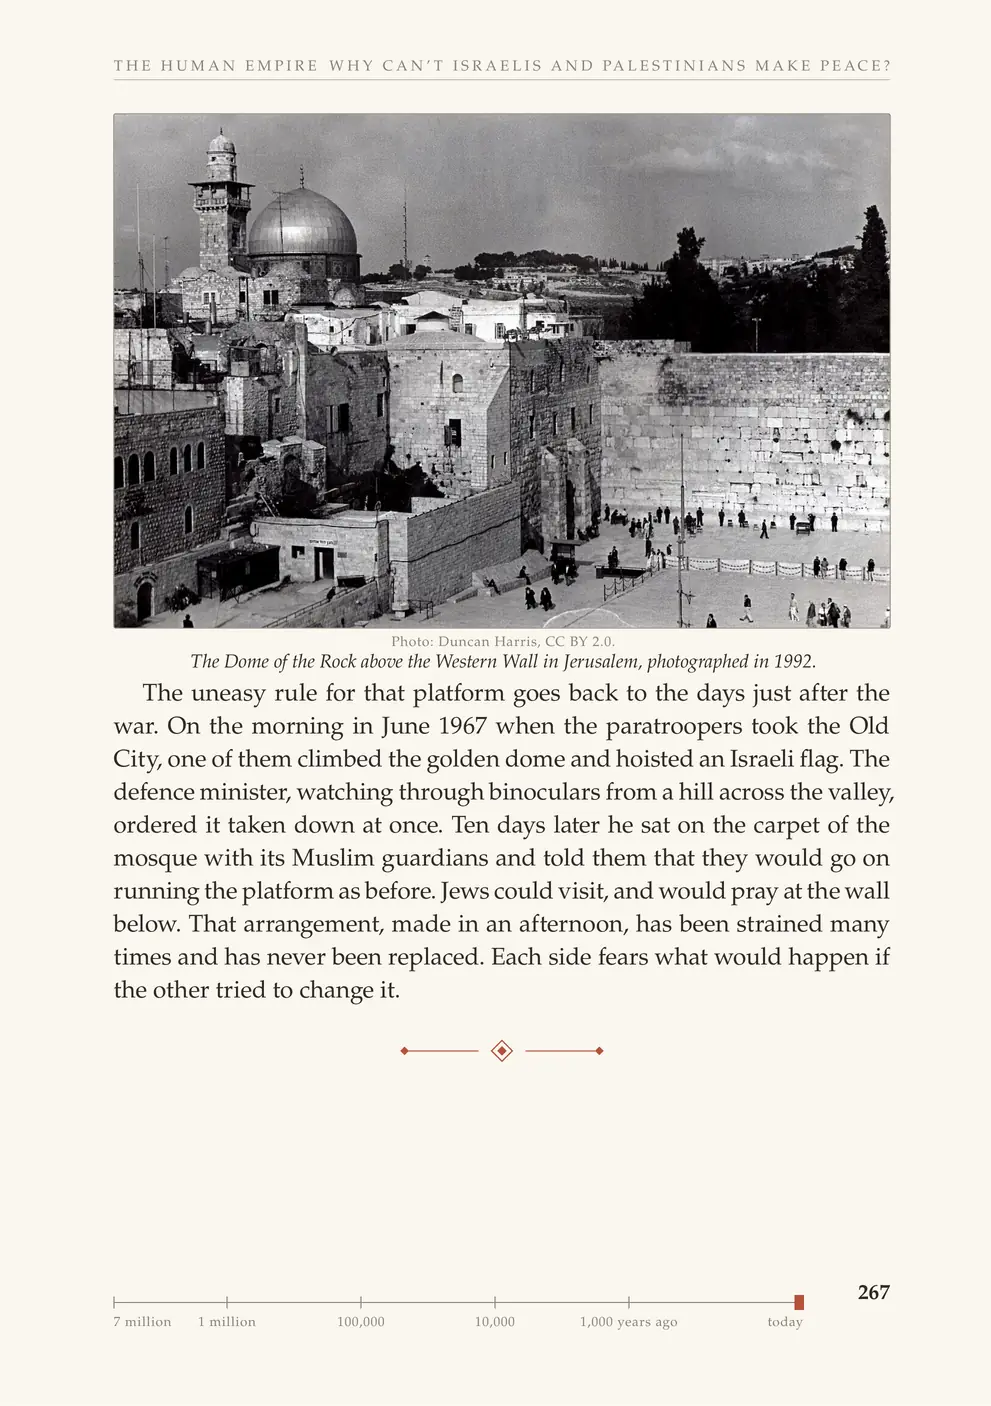 THE HUMAN EMPIRE WHY CAN'T ISRAELIS AND PALESTINIANS MAKE PEACE?
Photo: Duncan Harris, CC BY 2.0.
The Dome of the Rock above the Western Wall in Jerusalem, photographed in 1992.
The uneasy rule for that platform goes back to the days just after the
war. On the morning in June 1967 when the paratroopers took the Old
City, one of them climbed the golden dome and hoisted an Israeli flag. The
defence minister, watching through binoculars from a hill across the valley,
ordered it taken down at once. Ten days later he sat on the carpet of the
mosque with its Muslim guardians and told them that they would go on
running the platform as before. Jews could visit, and would pray at the wall
below. That arrangement, made in an afternoon, has been strained many
times and has never been replaced. Each side fears what would happen if
the other tried to change it.
267
7 million 1 million 100,000 10,000 1,000 years ago today